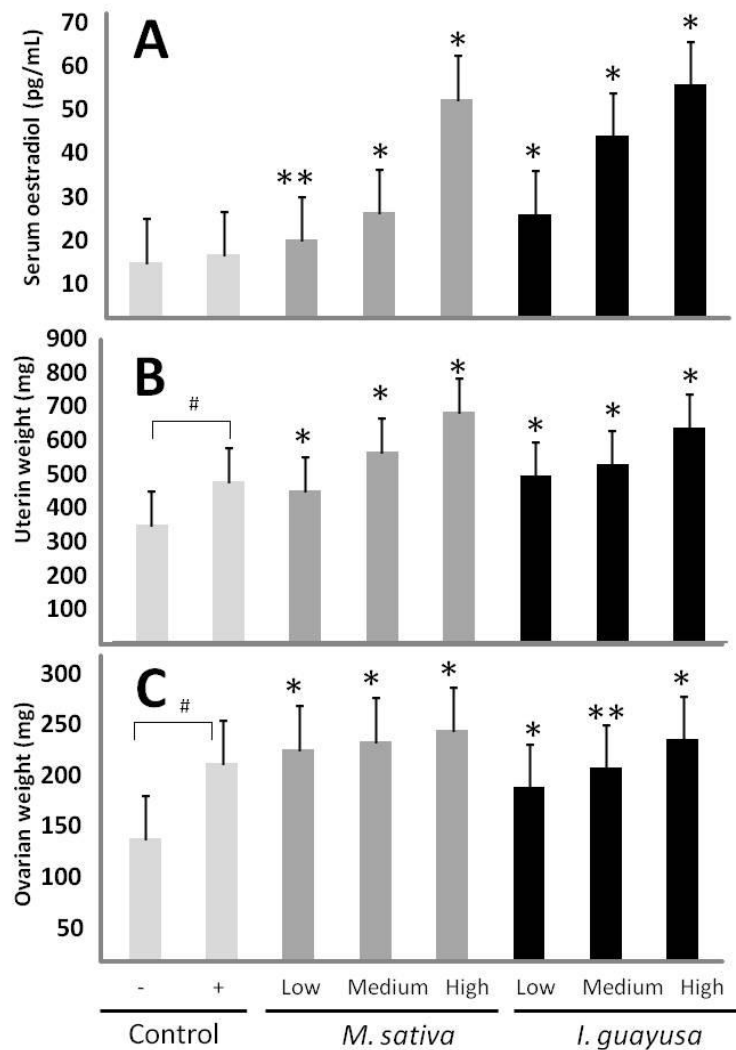 A
Serum oestradiol (pg/mL)
70
60
50
40
30
20
10
** * * * * *
B
Uterin weight (mg)
900
800
700
600
500
400
300
200
100
#
* * * * * *
C
Ovarian weight (mg)
300
250
200
150
100
50
#
* * * * ** *
- + Low Medium High Low Medium High
Control M. sativa I. guayusa